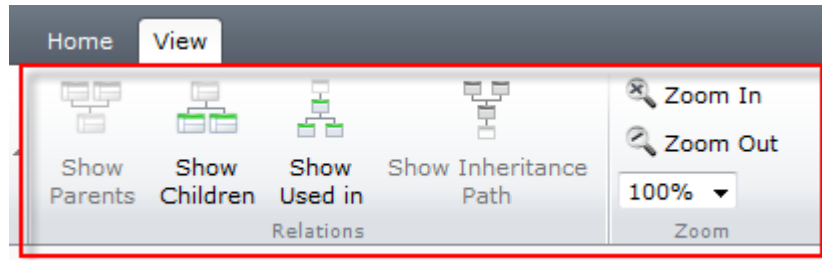 Home View
Show Parents
Show Children
Show Used in
Show Inheritance Path
Relations
Zoom In
Zoom Out
100%
Zoom